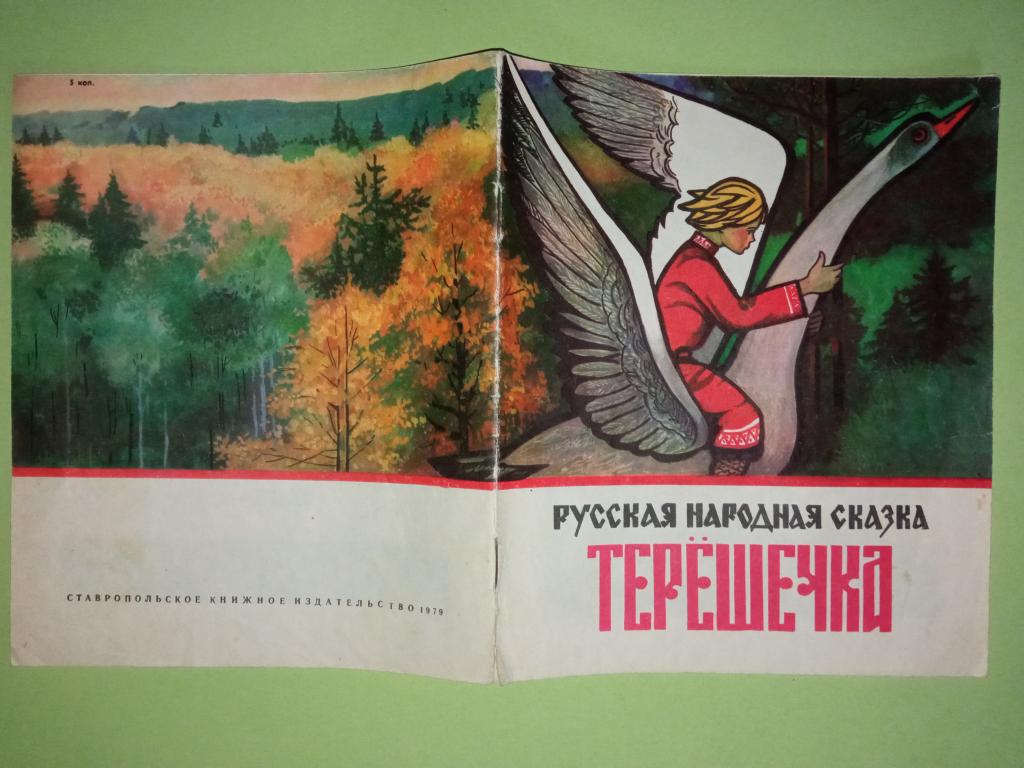 5 коп.
РУССКАЯ НАРОДНАЯ СКАЗКА
ТЕРЁШЕЧКА
СТАВРОПОЛЬСКОЕ КНИЖНОЕ ИЗДАТЕЛЬСТВО 1979